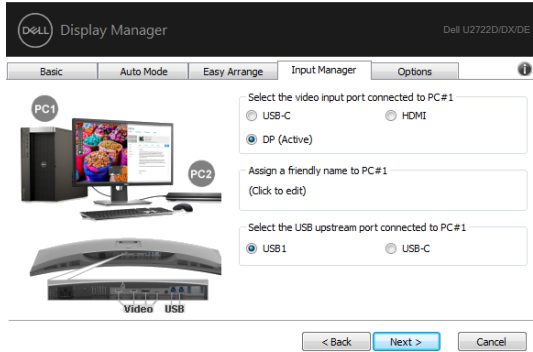 DELL Display Manager
Dell U2722D/DX/DE
Basic Auto Mode Easy Arrange Input Manager Options
PC1
PC2
Video USB
Select the video input port connected to PC#1
USB-C HDMI
DP (Active)
Assign a friendly name to PC#1
(Click to edit)
Select the USB upstream port connected to PC#1
USB1 USB-C
< Back Next > Cancel